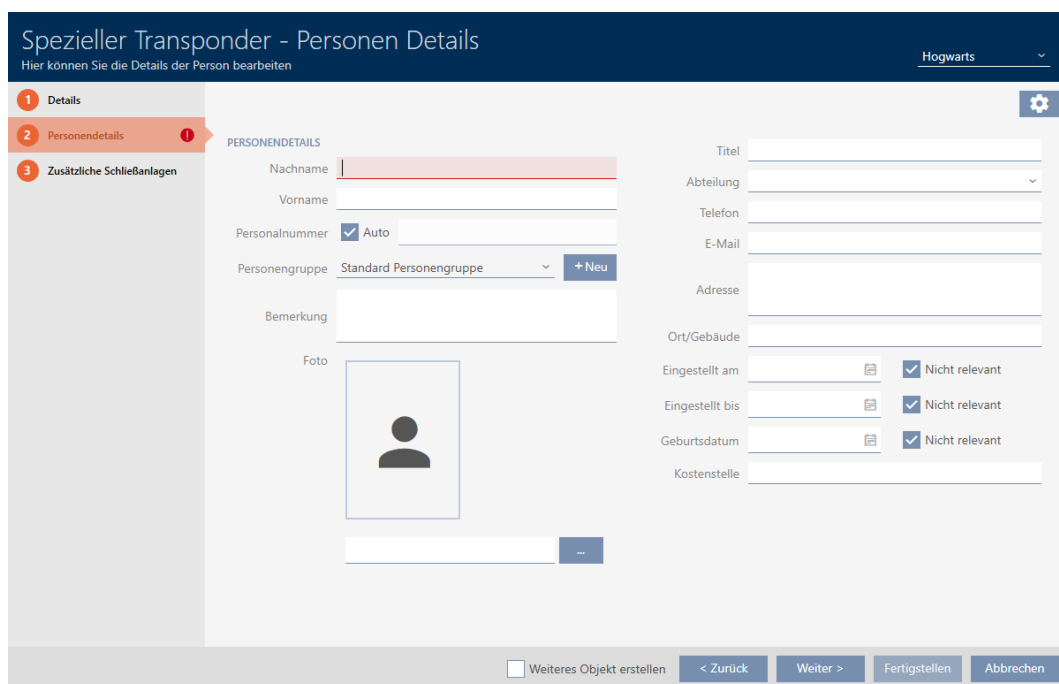 Spezieller Transponder - Personen Details
Hier können Sie die Details der Person bearbeiten
Hogwarts
1 Details
2 Personendetails
3 Zusätzliche Schließanlagen
PERSONENDETAILS
Nachname
Vorname
Personalnummer Auto
Personengruppe Standard Personengruppe + Neu
Bemerkung
Foto
...
Titel
Abteilung
Telefon
E-Mail
Adresse
Ort/Gebäude
Eingestellt am Nicht relevant
Eingestellt bis Nicht relevant
Geburtsdatum Nicht relevant
Kostenstelle
Weiteres Objekt erstellen < Zurück Weiter > Fertigstellen Abbrechen